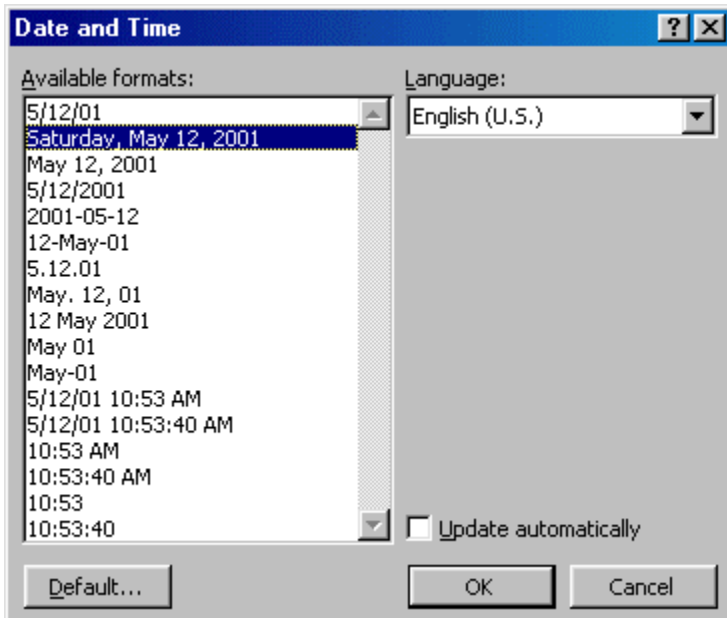 Date and Time
Available formats:
5/12/01
Saturday, May 12, 2001
May 12, 2001
5/12/2001
2001-05-12
12-May-01
5.12.01
May. 12, 01
12 May 2001
May 01
May-01
5/12/01 10:53 AM
5/12/01 10:53:40 AM
10:53 AM
10:53:40 AM
10:53
10:53:40
Language:
English (U.S.)
Update automatically
Default...
OK
Cancel